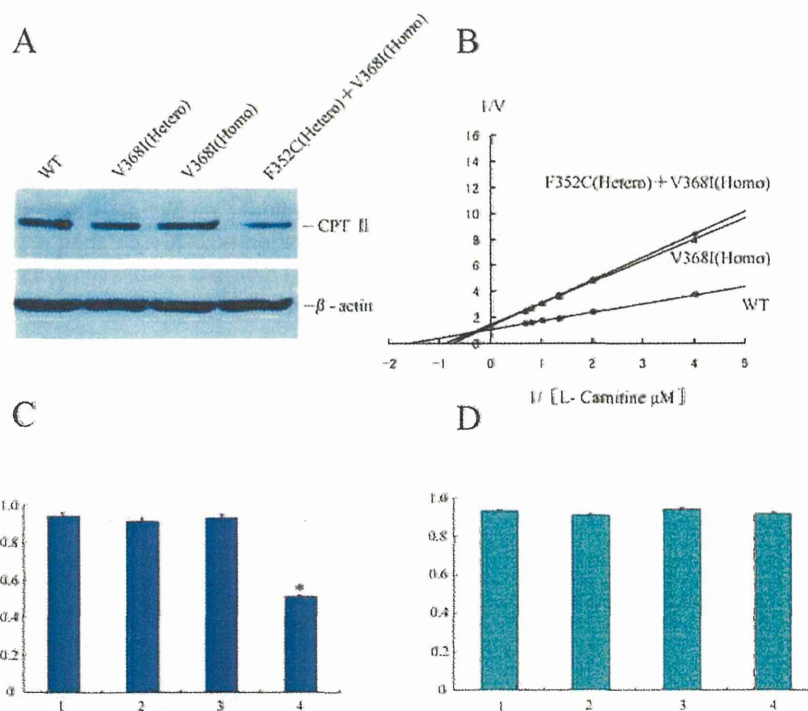 A
WT
V368I(Hetero)
V368I(Homo)
F352C(Hetero)+V368I(Homo)
CPT II
β-actin
B
1/V
16
14
12
10
8
6
4
2
0
-2 -1 0 1 2 3 4 5
F352C(Hetero)+V368I(Homo)
V368I(Homo)
WT
1/ [L-Carnitine μM]
C
1.0
0.8
0.6
0.4
0.2
0
*
1 2 3 4
D
1.0
0.8
0.6
0.4
0.2
0
1 2 3 4